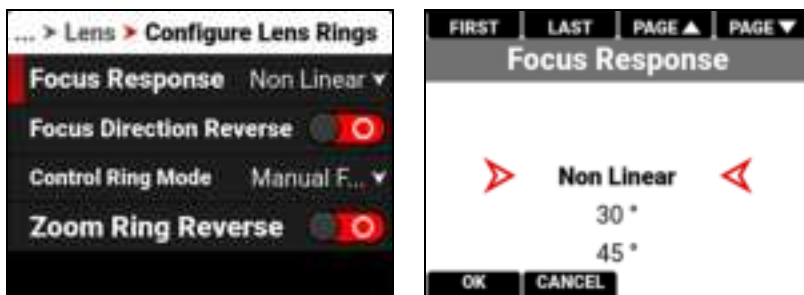 ... > Lens > Configure Lens Rings
Focus Response Non Linear
Focus Direction Reverse
Control Ring Mode Manual F...
Zoom Ring Reverse
FIRST LAST PAGE▲ PAGE▼
Focus Response
Non Linear
30 °
45 °
OK CANCEL